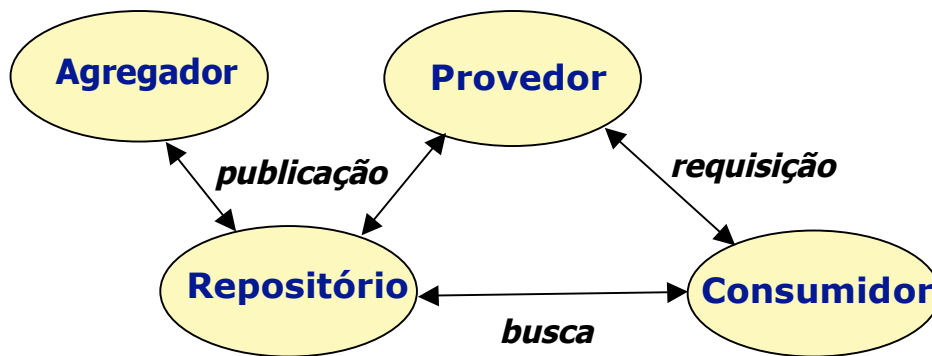 Agregador
Provedor
publicação
requisição
Repositório
Consumidor
busca